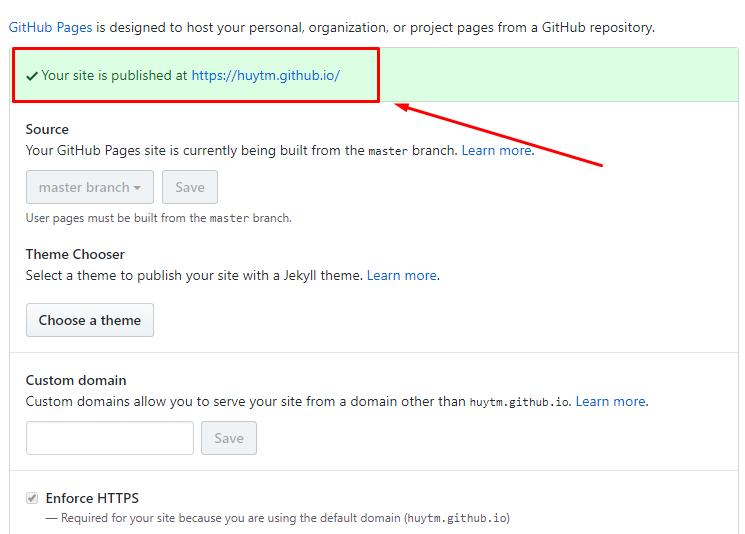 GitHub Pages is designed to host your personal, organization, or project pages from a GitHub repository.
Your site is published at https://huytm.github.io/
Source
Your GitHub Pages site is currently being built from the master branch. Learn more.
master branch Save
User pages must be built from the master branch.
Theme Chooser
Select a theme to publish your site with a Jekyll theme. Learn more.
Choose a theme
Custom domain
Custom domains allow you to serve your site from a domain other than huytm.github.io. Learn more.
Save
Enforce HTTPS
— Required for your site because you are using the default domain (huytm.github.io)